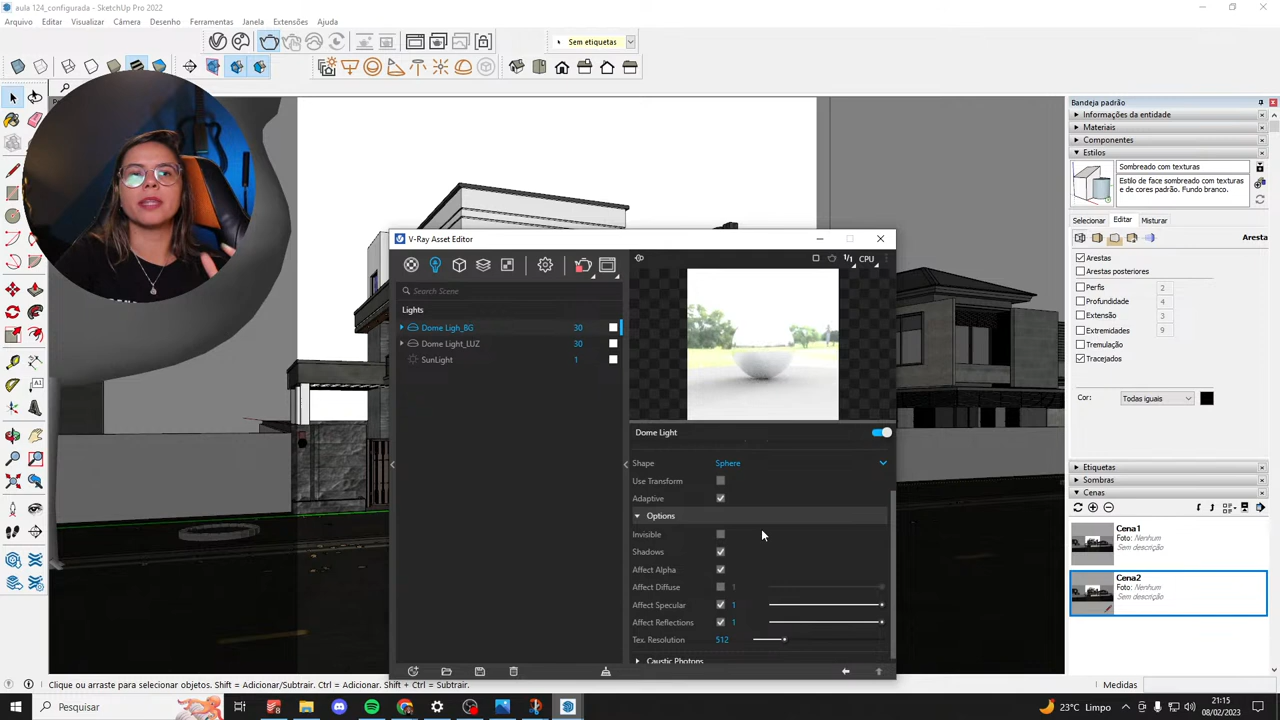 aula 124_configurada - SketchUp Pro 2022
Arquivo Editar Visualizar Câmera Desenho Ferramentas Janela Extensões Ajuda
Sem etiquetas
Bandeja padrão
Informações da entidade
Materiais
Componentes
Estilos
Sombreado com texturas
Estilo de face sombreado com texturas
e de cores padrão. Fundo branco.
Selecionar Editar Misturar
Aresta
Arestas
Arestas posteriores
Perfis 2
Profundidade 4
Extensão 3
Extremidades 9
Tremulação
Tracejados
Cor: Todas iguais
Etiquetas
Sombras
Cenas
Cena1
Foto: Nenhum
Sem descrição
Cena2
Foto: Nenhum
Sem descrição
V-Ray Asset Editor
1/1 CPU
Search Scene
Lights
Dome Ligh_BG 30
Dome Light_LUZ 30
SunLight 1
Dome Light
Shape Sphere
Use Transform
Adaptive
Options
Invisible
Shadows
Affect Alpha
Affect Diffuse 1
Affect Specular 1
Affect Reflections 1
Tex. Resolution 512
Caustic Photons
Clique ou arraste para selecionar objetos. Shift = Adicionar/Subtrair. Ctrl = Adicionar. Shift + Ctrl = Subtrair.
Medidas
Pesquisar
23°C Limpo
21:15
08/02/2023